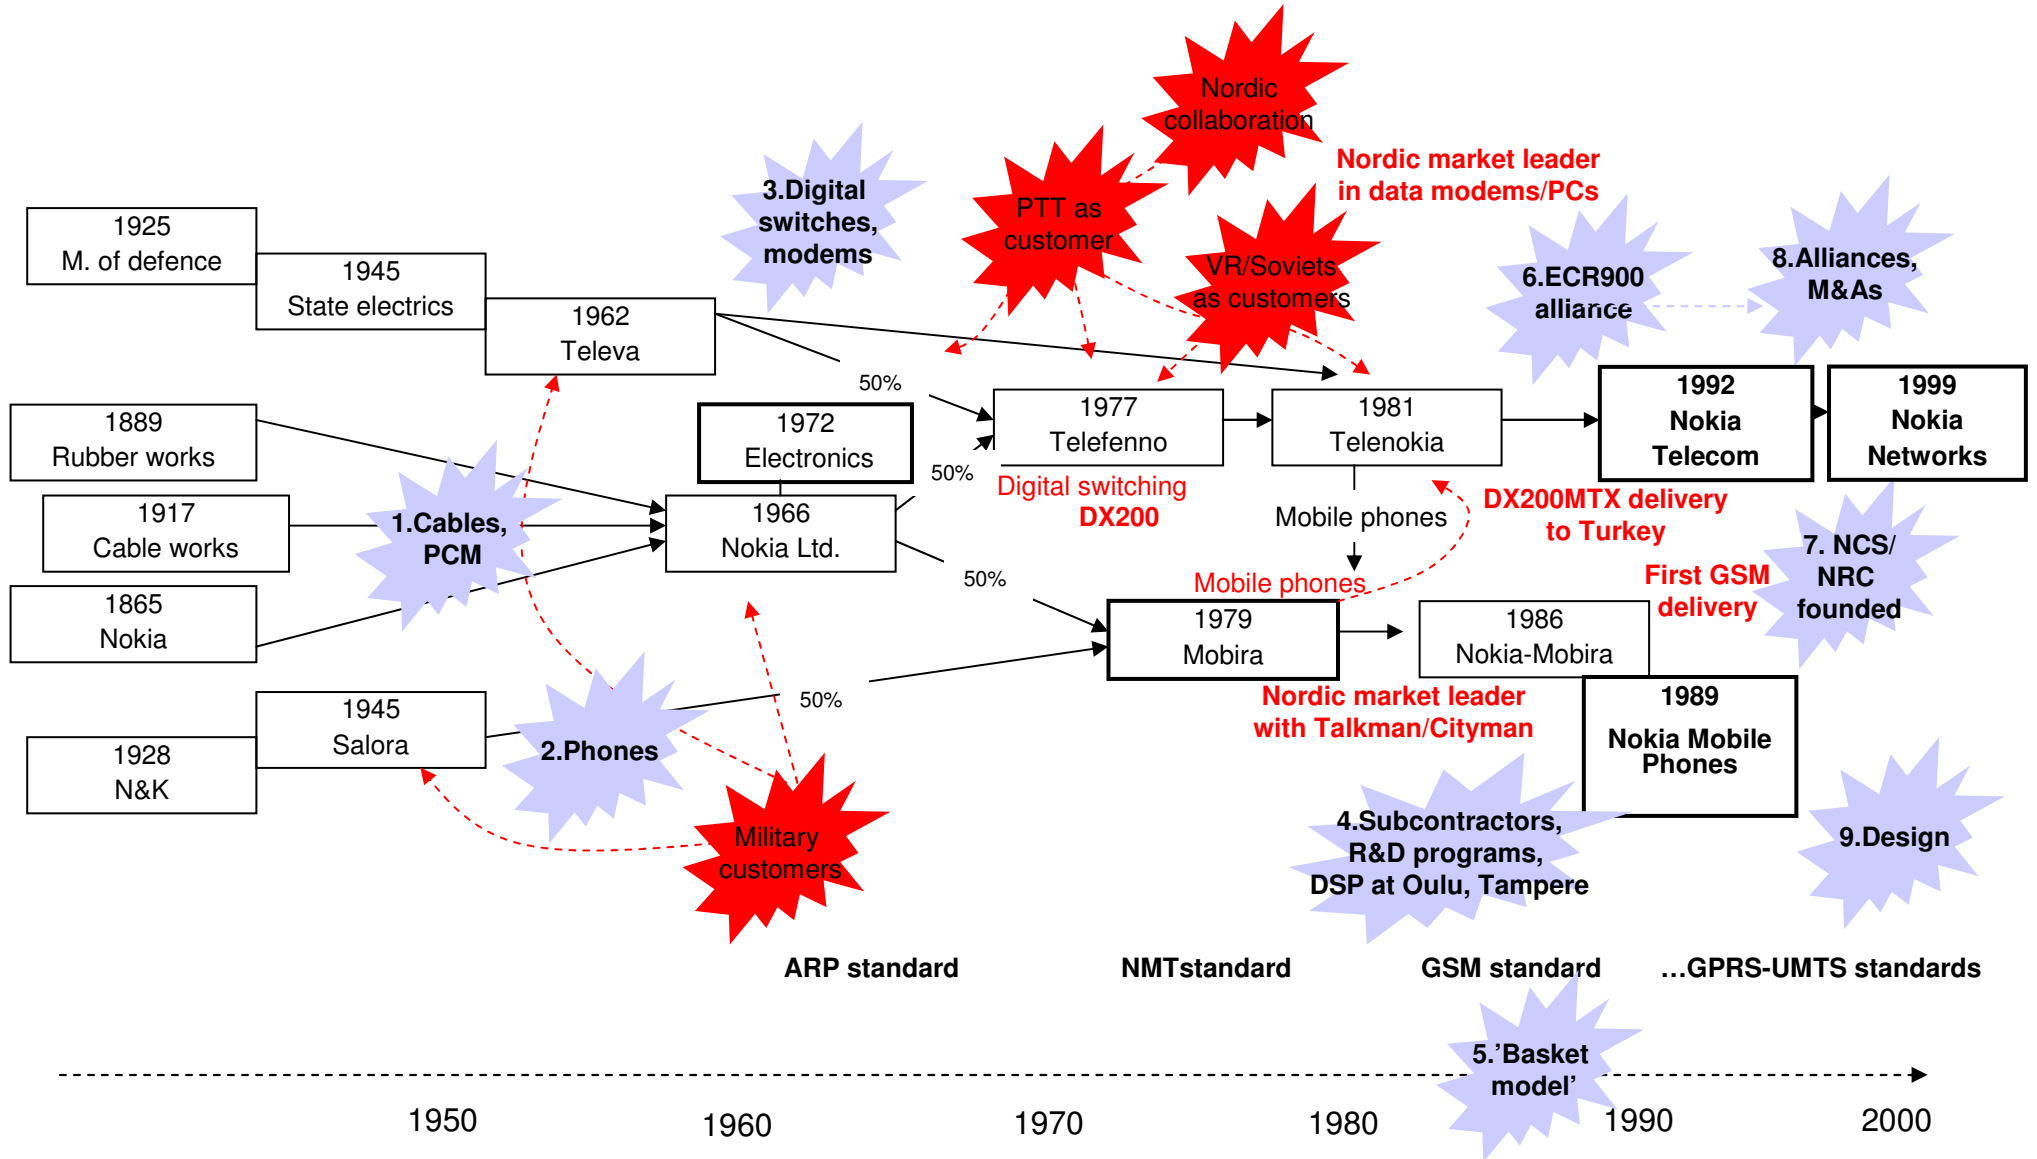 Nordic
collaboration
Nordic market leader
in data modems/PCs
3.Digital
switches,
modems
PTT as
customer
VR/Soviets
as customers
6.ECR900
alliance
8.Alliances,
M&As
1925
M. of defence
1945
State electrics
1962
Televa
50%
1889
Rubber works
1972
Electronics
1977
Telefenno
1981
Telenokia
1992
Nokia
Telecom
1999
Nokia
Networks
50%
Digital switching
DX200
1917
Cable works
1.Cables,
PCM
1966
Nokia Ltd.
Mobile phones
DX200MTX delivery
to Turkey
7. NCS/
NRC
founded
50%
Mobile phones
First GSM
delivery
1865
Nokia
1979
Mobira
1986
Nokia-Mobira
1945
Salora
50%
Nordic market leader
with Talkman/Cityman
1989
Nokia Mobile
Phones
1928
N&K
2.Phones
Military
customers
4.Subcontractors,
R&D programs,
DSP at Oulu, Tampere
9.Design
ARP standard
NMTstandard
GSM standard
...GPRS-UMTS standards
5.’Basket
model’
1950
1960
1970
1980
1990
2000